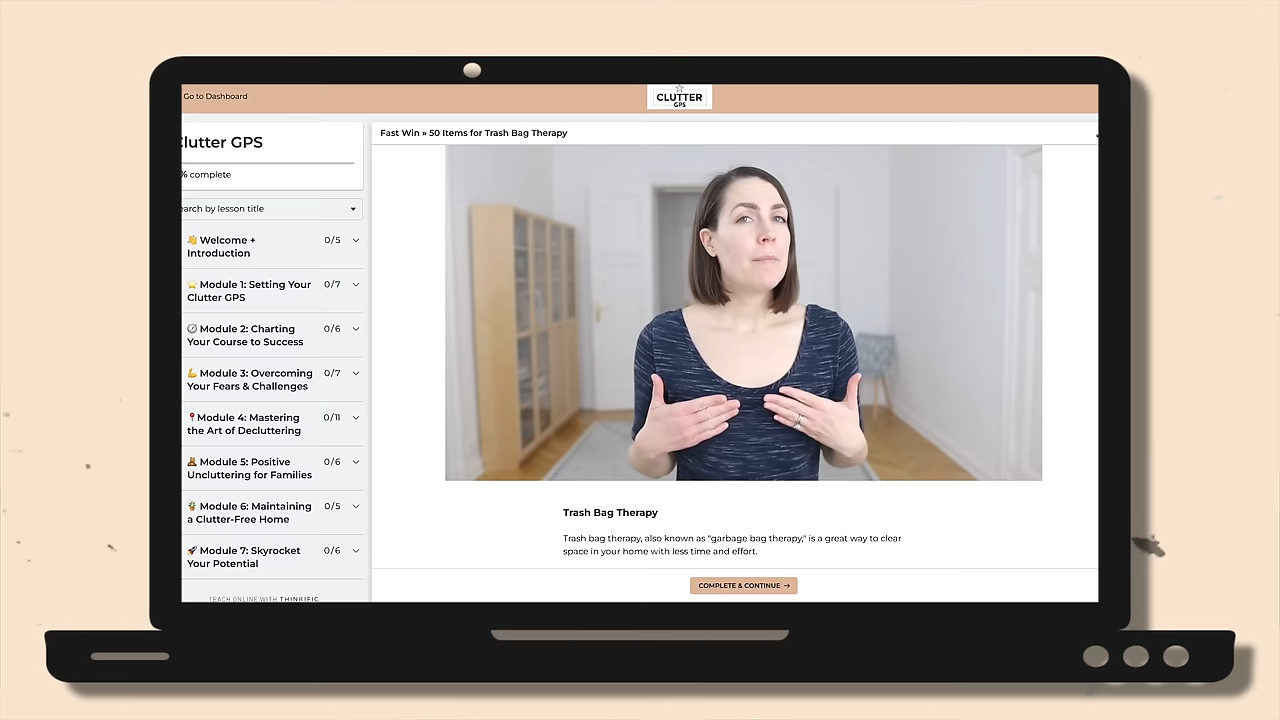 Go to Dashboard
CLUTTER
GPS
Clutter GPS
% complete
Fast Win » 50 Items for Trash Bag Therapy
search by lesson title
👋 Welcome + 0/5
Introduction
⭐ Module 1: Setting Your 0/7
Clutter GPS
🧭 Module 2: Charting 0/6
Your Course to Success
💪 Module 3: Overcoming 0/7
Your Fears & Challenges
📍Module 4: Mastering 0/11
the Art of Decluttering
🧸 Module 5: Positive 0/6
Uncluttering for Families
🪴 Module 6: Maintaining 0/5
a Clutter-Free Home
🚀 Module 7: Skyrocket 0/6
Your Potential
TEACH ONLINE WITH THINKIFIC
Trash Bag Therapy
Trash bag therapy, also known as "garbage bag therapy," is a great way to clear
space in your home with less time and effort.
COMPLETE & CONTINUE →